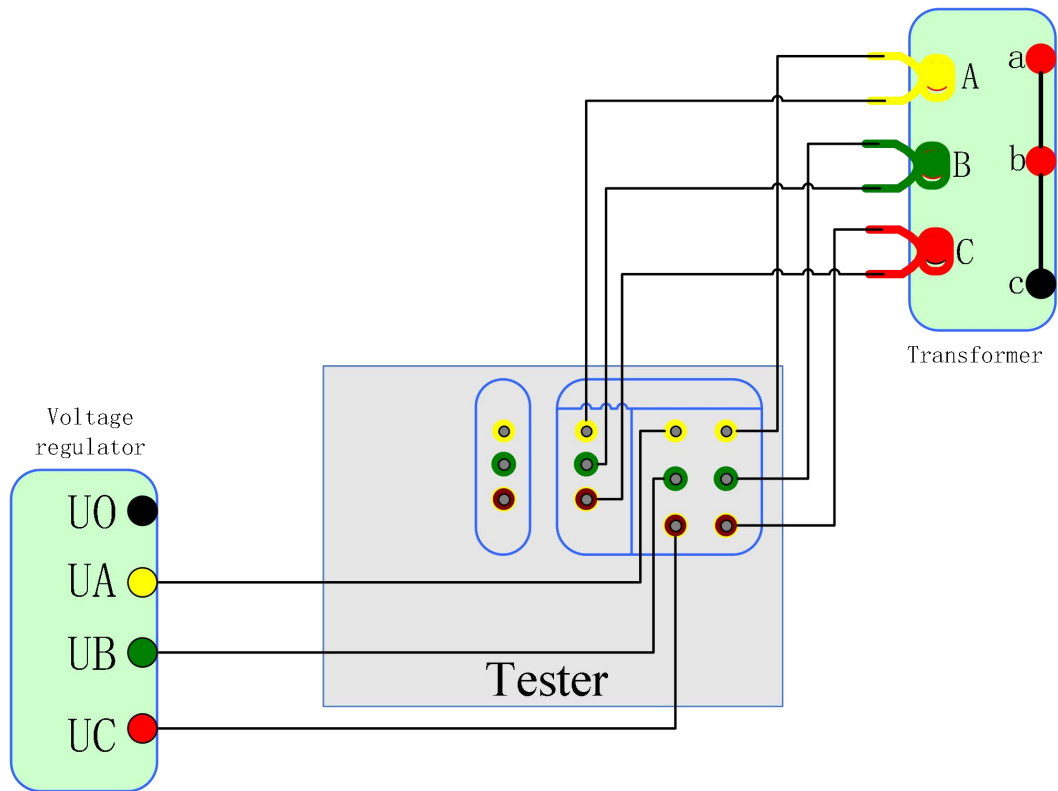 A
a
B
b
C
c
Transformer
Voltage
regulator
UO
UA
UB
UC
Tester